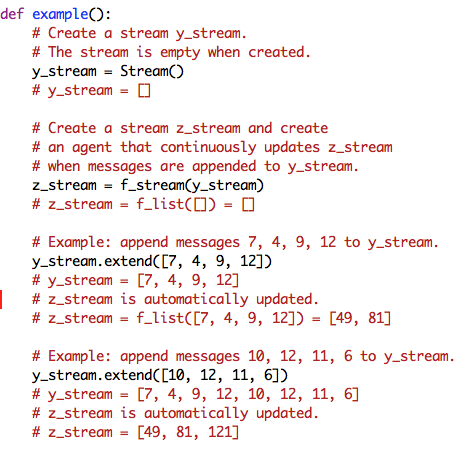 def example():
    # Create a stream y_stream.
    # The stream is empty when created.
    y_stream = Stream()
    # y_stream = []

    # Create a stream z_stream and create
    # an agent that continuously updates z_stream
    # when messages are appended to y_stream.
    z_stream = f_stream(y_stream)
    # z_stream = f_list([]) = []

    # Example: append messages 7, 4, 9, 12 to y_stream.
    y_stream.extend([7, 4, 9, 12])
    # y_stream = [7, 4, 9, 12]
    # z_stream is automatically updated.
    # z_stream = f_list([7, 4, 9, 12]) = [49, 81]

    # Example: append messages 10, 12, 11, 6 to y_stream.
    y_stream.extend([10, 12, 11, 6])
    # y_stream = [7, 4, 9, 12, 10, 12, 11, 6]
    # z_stream is automatically updated.
    # z_stream = [49, 81, 121]